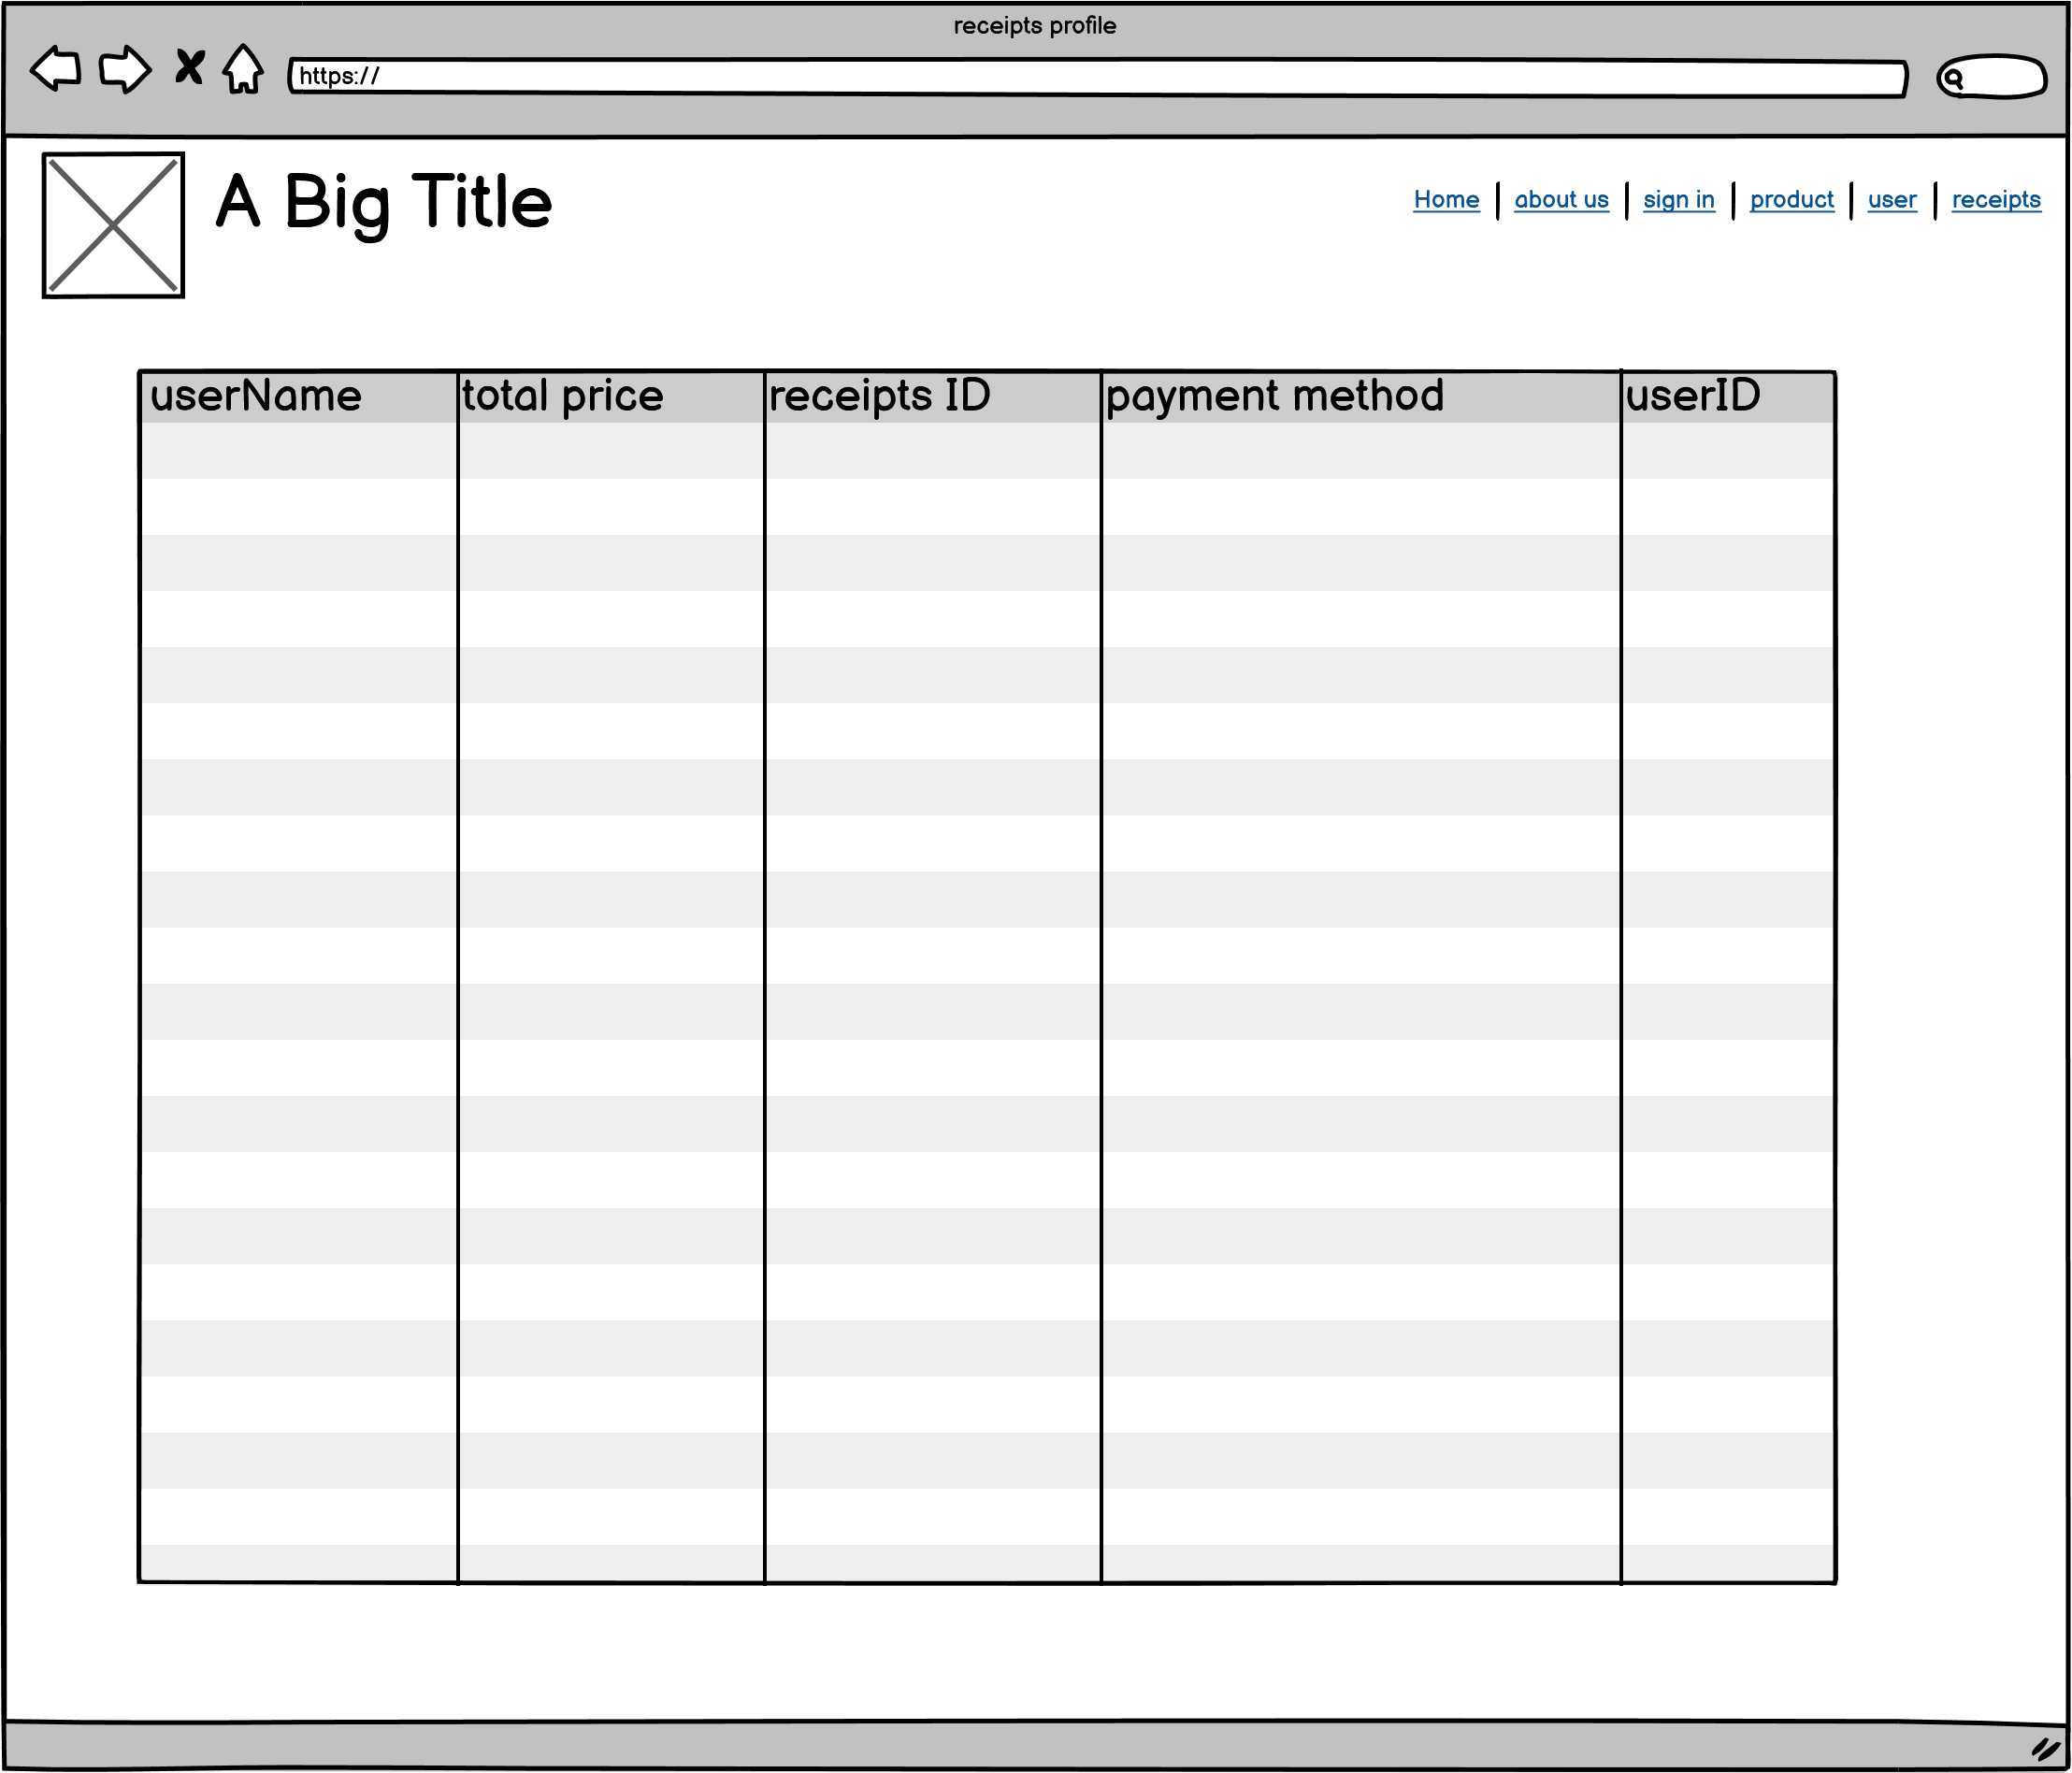 receipts profile
https://
A Big Title
Home about us sign in product user receipts
userName total price receipts ID payment method userID